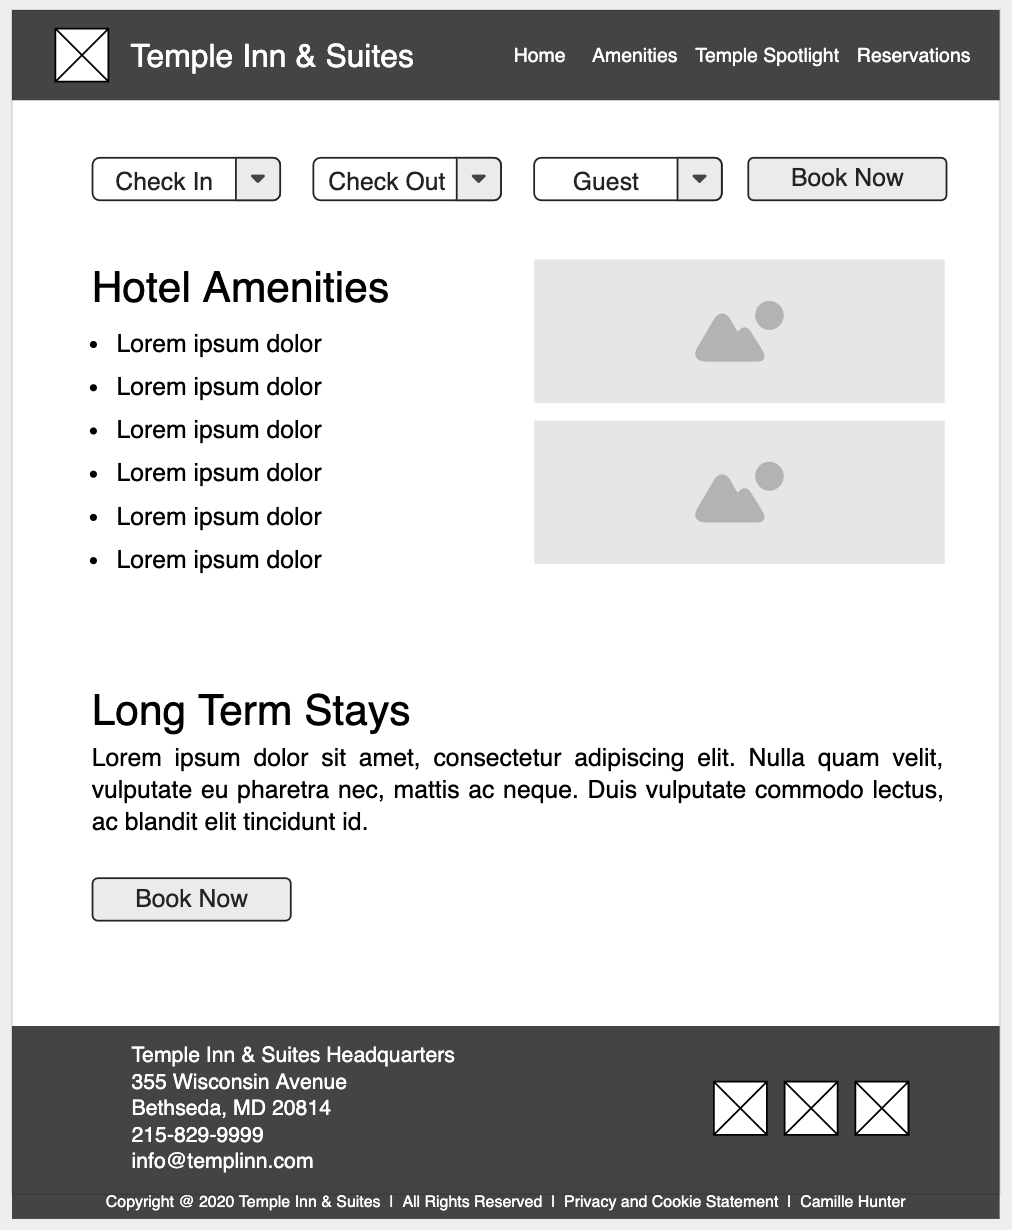 Temple Inn & Suites
Home Amenities Temple Spotlight Reservations
Check In Check Out Guest Book Now
Hotel Amenities
• Lorem ipsum dolor
• Lorem ipsum dolor
• Lorem ipsum dolor
• Lorem ipsum dolor
• Lorem ipsum dolor
• Lorem ipsum dolor
Long Term Stays
Lorem ipsum dolor sit amet, consectetur adipiscing elit. Nulla quam velit,
vulputate eu pharetra nec, mattis ac neque. Duis vulputate commodo lectus,
ac blandit elit tincidunt id.
Book Now
Temple Inn & Suites Headquarters
355 Wisconsin Avenue
Bethseda, MD 20814
215-829-9999
info@templinn.com
Copyright @ 2020 Temple Inn & Suites | All Rights Reserved | Privacy and Cookie Statement | Camille Hunter